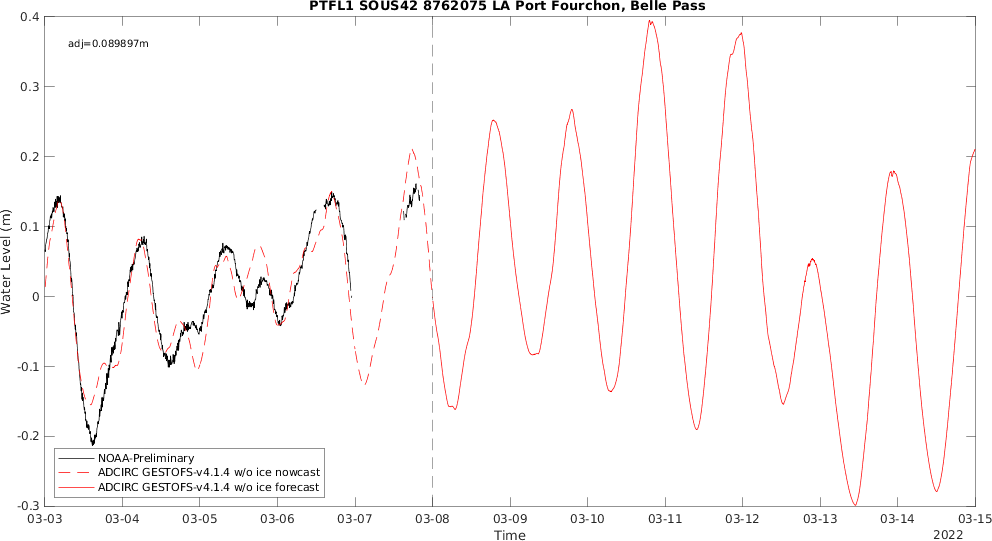 PTFL1 SOUS42 8762075 LA Port Fourchon, Belle Pass
adj=0.089897m
0.4
0.3
0.2
0.1
0
-0.1
-0.2
-0.3
Water Level (m)
NOAA-Preliminary
ADCIRC GESTOFS-v4.1.4 w/o ice nowcast
ADCIRC GESTOFS-v4.1.4 w/o ice forecast
03-03 03-04 03-05 03-06 03-07 03-08 03-09 03-10 03-11 03-12 03-13 03-14 03-15
Time
2022